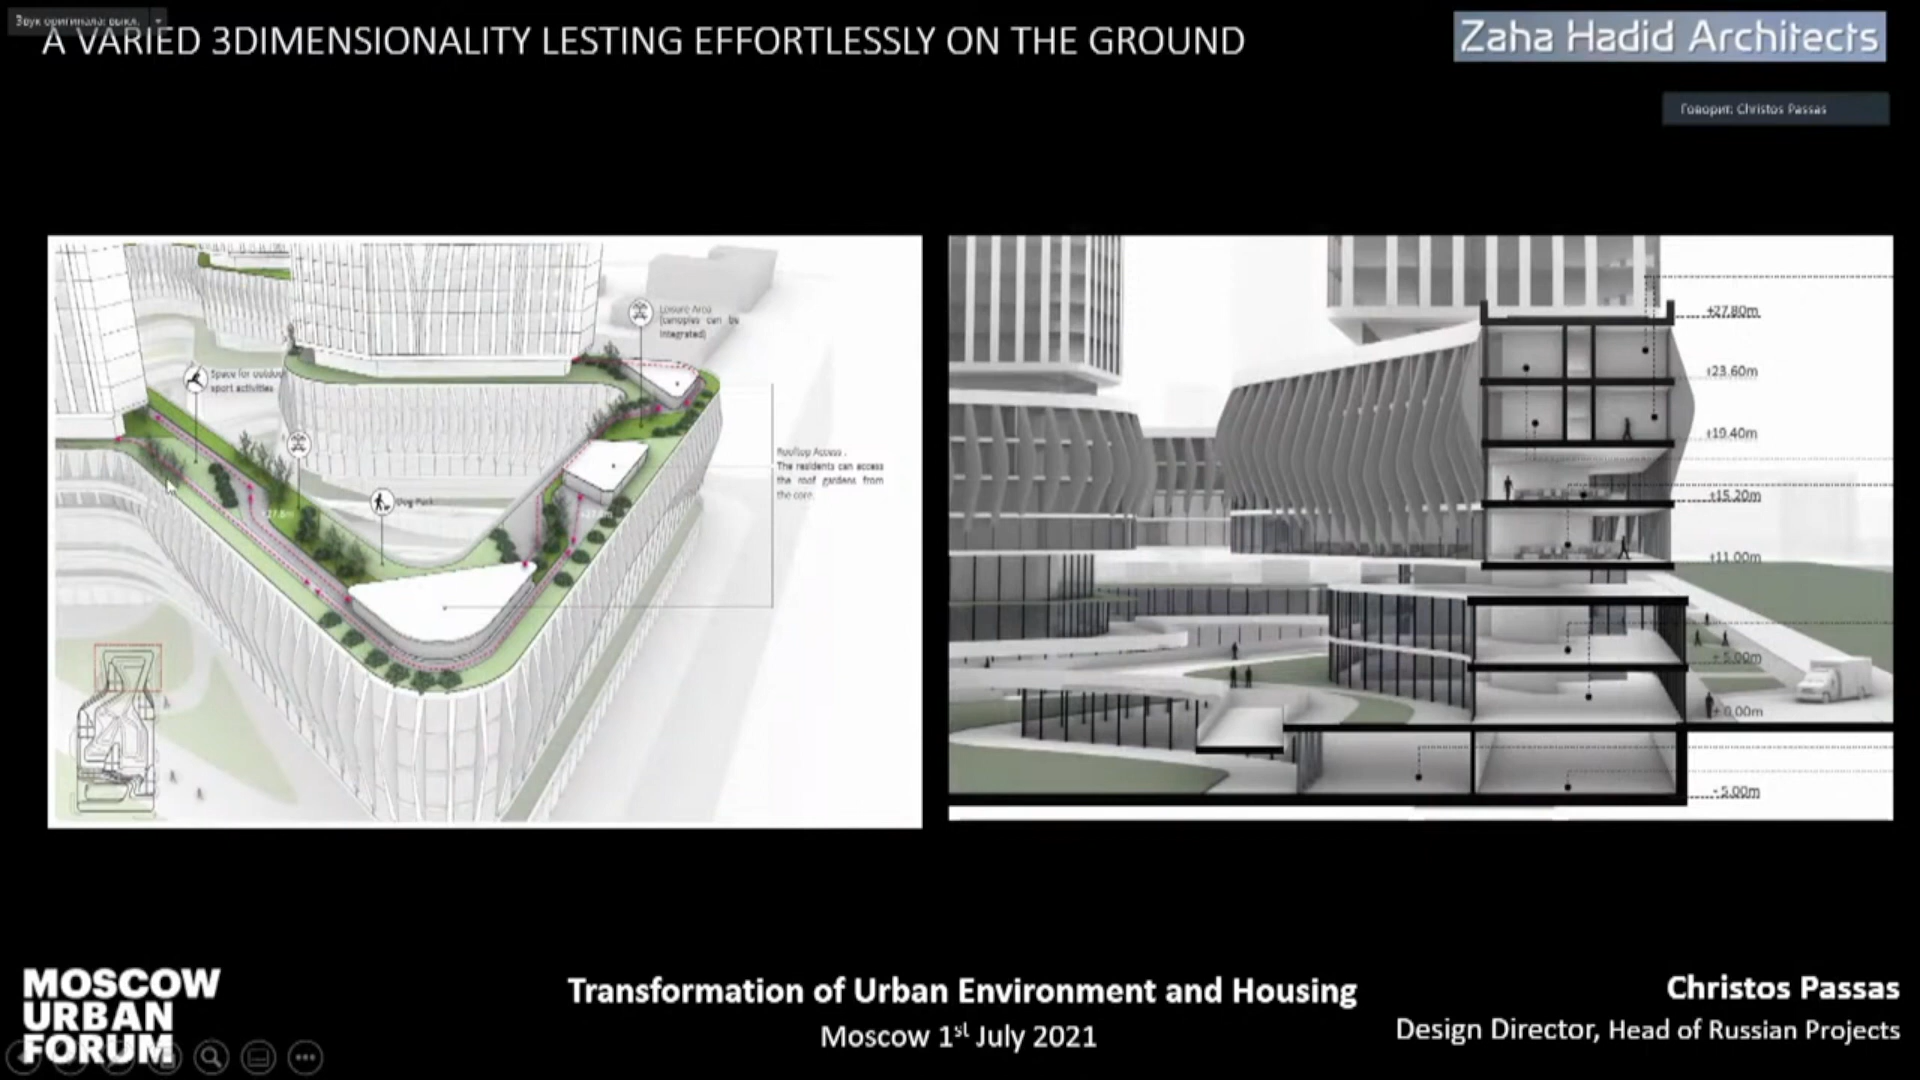 Звук оригинала: выкл.
A VARIED 3DIMENSIONALITY LESTING EFFORTLESSLY ON THE GROUND
Zaha Hadid Architects
Говорит: Christos Passas
Leisure Area
(canopies can be
integrated)
Space for outdoor
sport activities
Dog Park
Rooftop Access.
The residents can access
the roof gardens from
the core.
+27.80m
+23.60m
+19.40m
+15.20m
+11.00m
+ 5.00m
± 0.00m
- 5.00m
MOSCOW
URBAN
FORUM
Transformation of Urban Environment and Housing
Moscow 1st July 2021
Christos Passas
Design Director, Head of Russian Projects